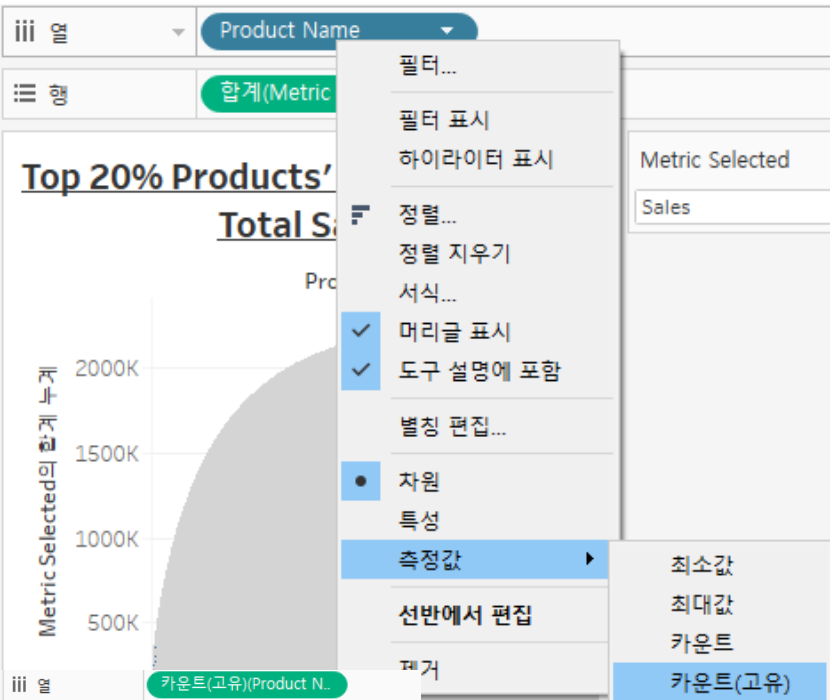 열
Product Name
행
합계(Metric
필터...
필터 표시
하이라이터 표시
정렬...
정렬 지우기
서식...
머리글 표시
도구 설명에 포함
별칭 편집...
차원
특성
측정값
선반에서 편집
제거
최소값
최대값
카운트
카운트(고유)
Metric Selected
Sales
Top 20% Products'
Total Sa
Pro
Metric Selected의 합계 누계
2000K
1500K
1000K
500K
열
카운트(고유)(Product N..